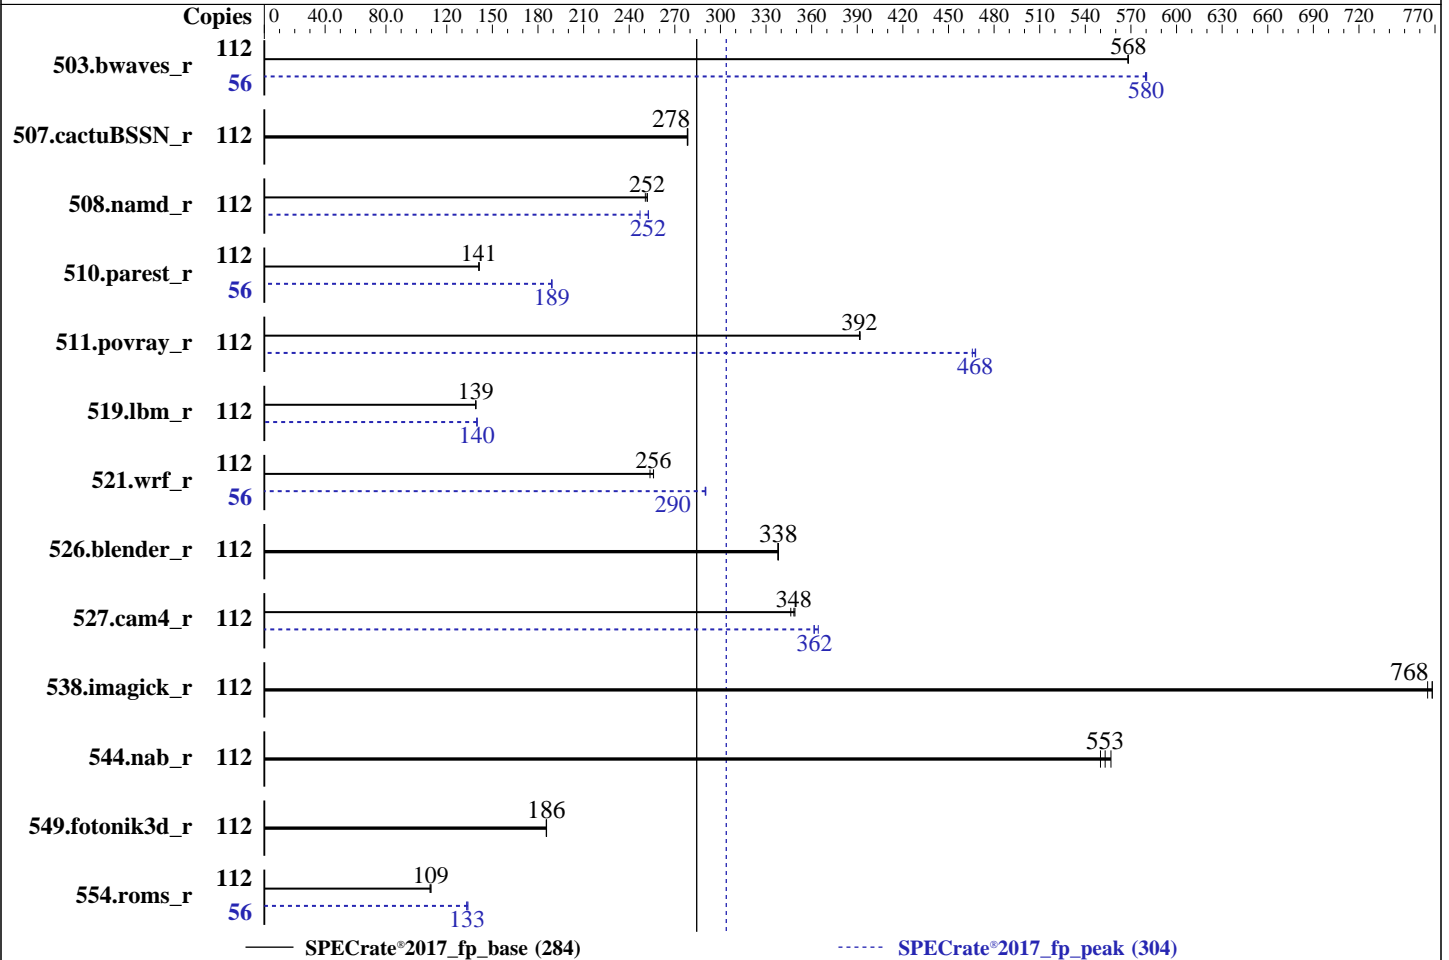 Copies 0 40.0 80.0 120 150 180 210 240 270 300 330 360 390 420 450 480 510 540 570 600 630 660 690 720 770
503.bwaves_r 112 568
56 580
507.cactuBSSN_r 112 278
508.namd_r 112 252
252
510.parest_r 112 141
56 189
511.povray_r 112 392
468
519.lbm_r 112 139
140
521.wrf_r 112 256
56 290
526.blender_r 112 338
527.cam4_r 112 348
362
538.imagick_r 112 768
544.nab_r 112 553
549.fotonik3d_r 112 186
554.roms_r 112 109
56 133
SPECrate®2017_fp_base (284) SPECrate®2017_fp_peak (304)